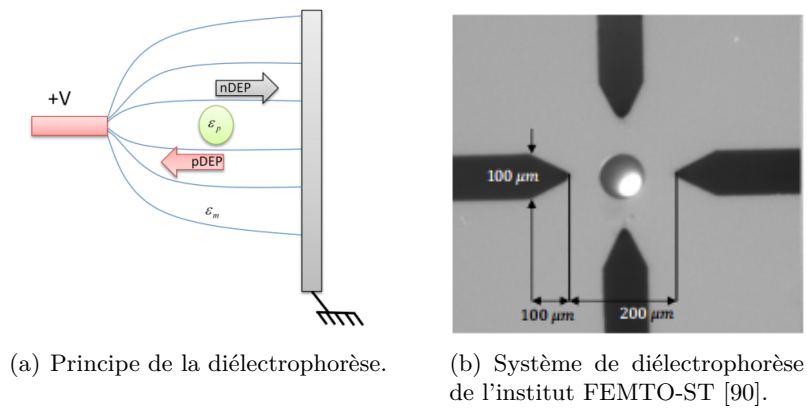 +V
nDEP
ε_p
pDEP
ε_m
100 µm
100 µm
200 µm
(a) Principe de la diélectrophorèse.
(b) Système de diélectrophorèse
de l'institut FEMTO-ST [90].